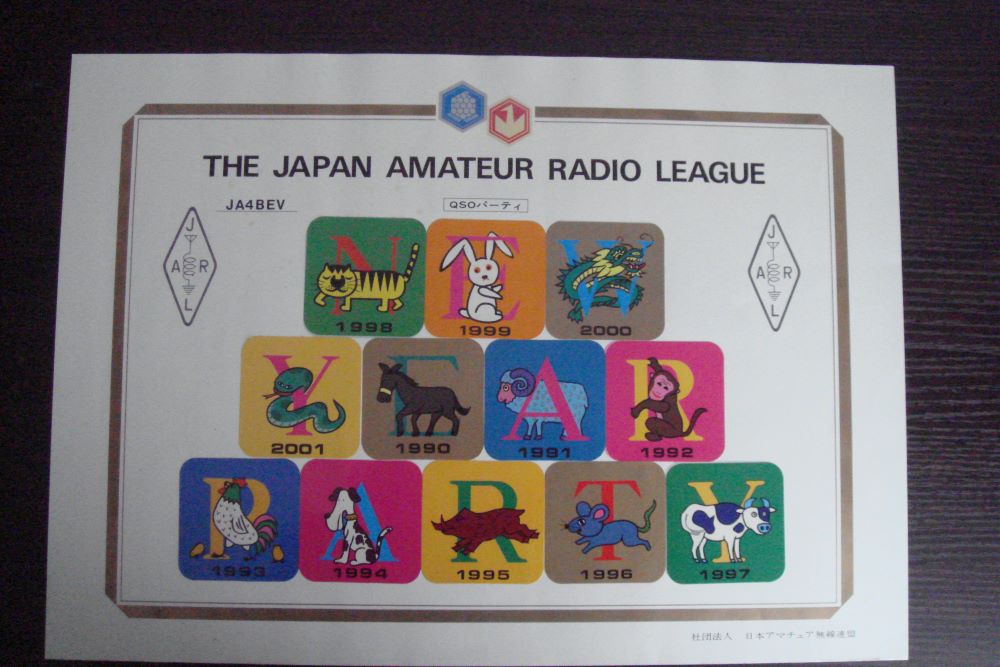 THE JAPAN AMATEUR RADIO LEAGUE
JA4BEV
QSOパーティ
J
A R
L
J
A R
L
N E W
1998 1999 2000
Y E A R
2001 1990 1991 1992
P A R T Y
1993 1994 1995 1996 1997
社団法人 日本アマチュア無線連盟